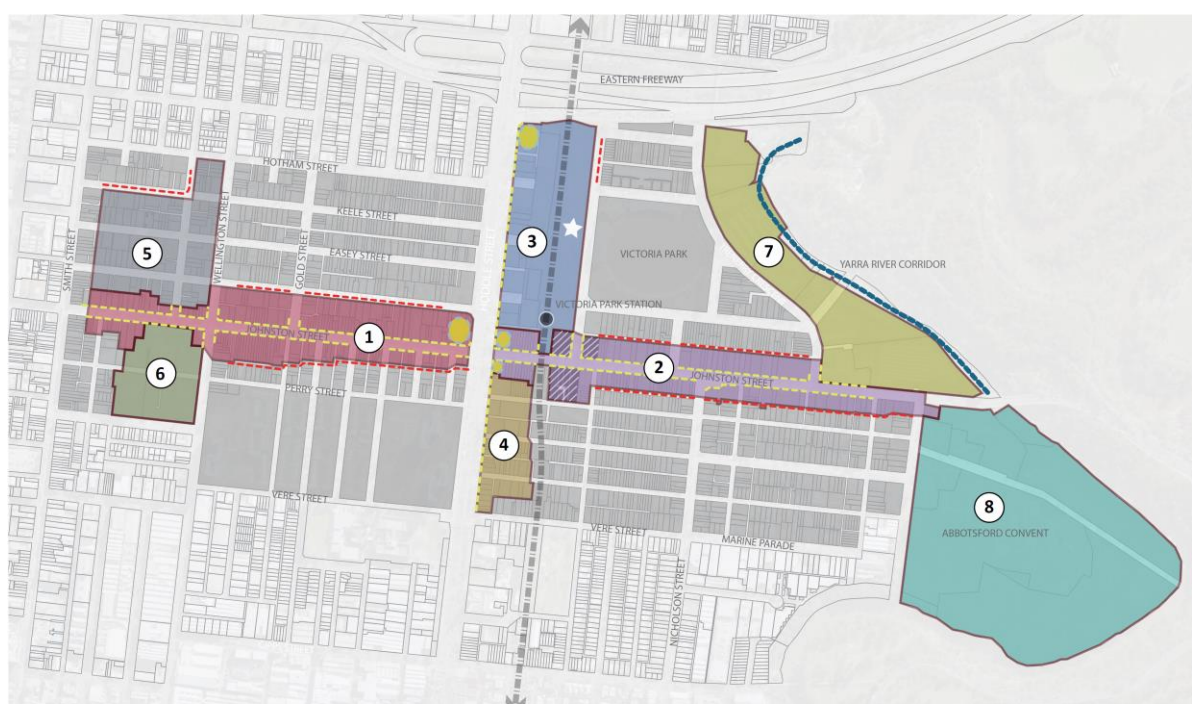 EASTERN FREEWAY
HOTHAM STREET
KEELE STREET
EASEY STREET
SMITH STREET
WELLINGTON STREET
GOLD STREET
HODDLE STREET
5
3
VICTORIA PARK
7
YARRA RIVER CORRIDOR
VICTORIA PARK STATION
JOHNSTON STREET
1
2
JOHNSTON STREET
6
PERRY STREET
4
VERE STREET
VERE STREET
MARINE PARADE
NICHOLSON STREET
8
ABBOTSFORD CONVENT